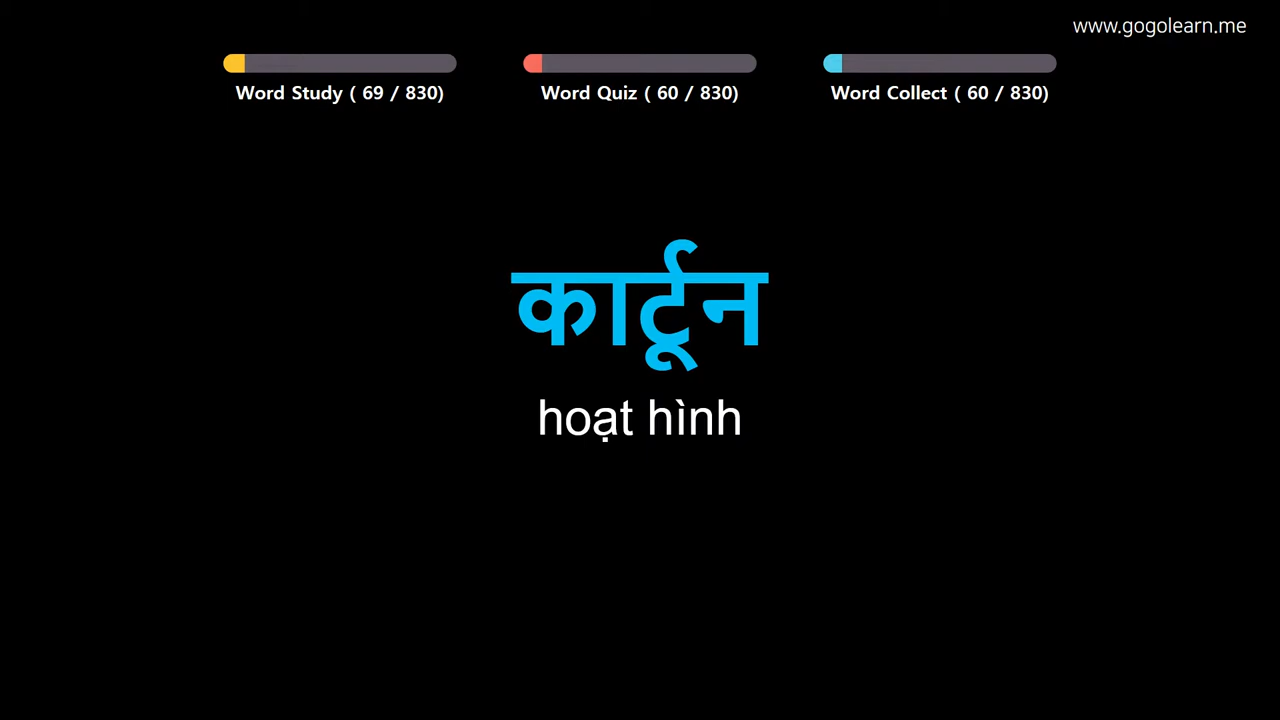 www.gogolearn.me
Word Study ( 69 / 830)
Word Quiz ( 60 / 830)
Word Collect ( 60 / 830)
कार्टून
hoạt hình